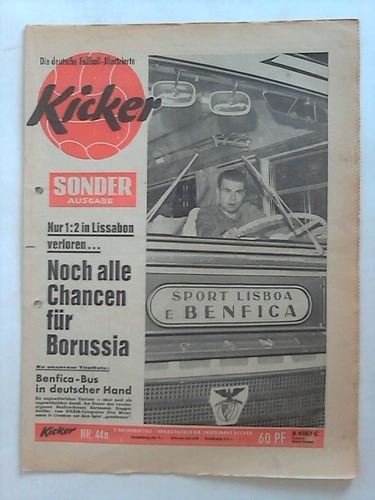 Die deutsche Fußball-Illustrierte
Kicker
SONDER
AUSGABE
Nur 1:2 in Lissabon
verloren...
Noch alle
Chancen
für
Borussia
Zu unserem Titelfoto:
Benfica-Bus
in deutscher Hand
SPORT LISBOA
E BENFICA
Kicker
NR. 44a
60 PF